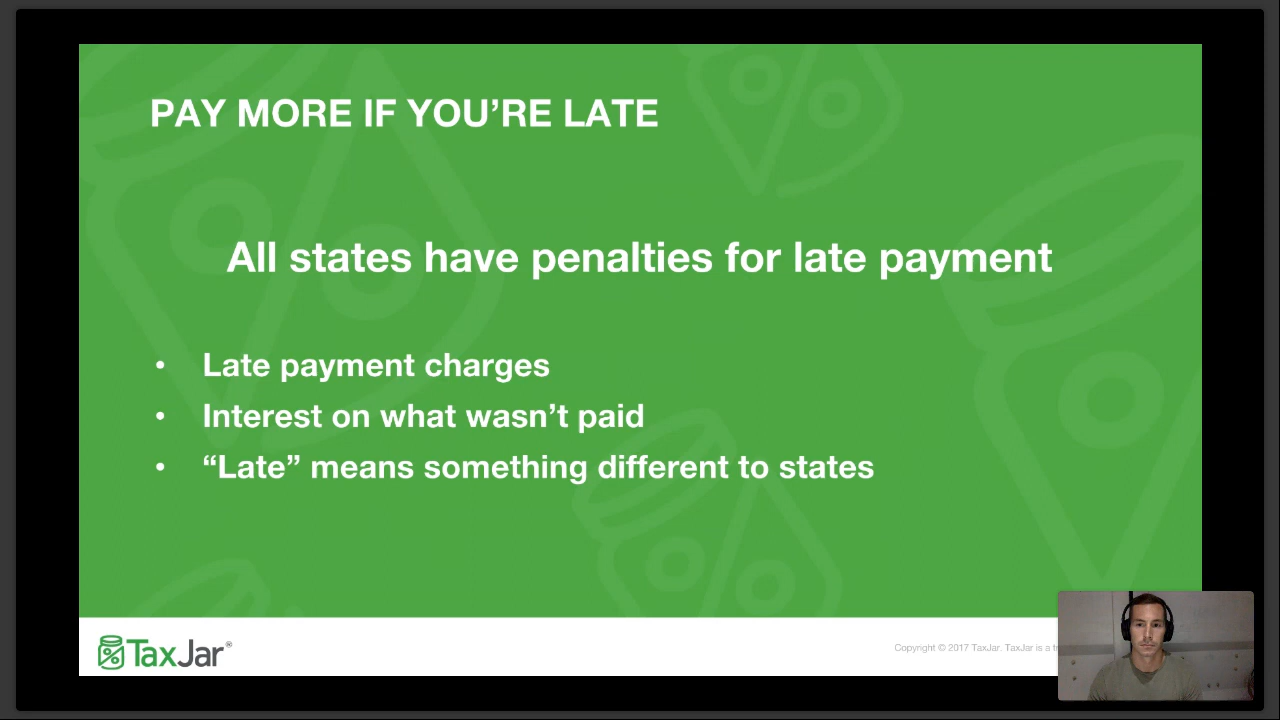 PAY MORE IF YOU’RE LATE
All states have penalties for late payment
• Late payment charges
• Interest on what wasn’t paid
• “Late” means something different to states
TaxJar®
Copyright © 2017 TaxJar. TaxJar is a